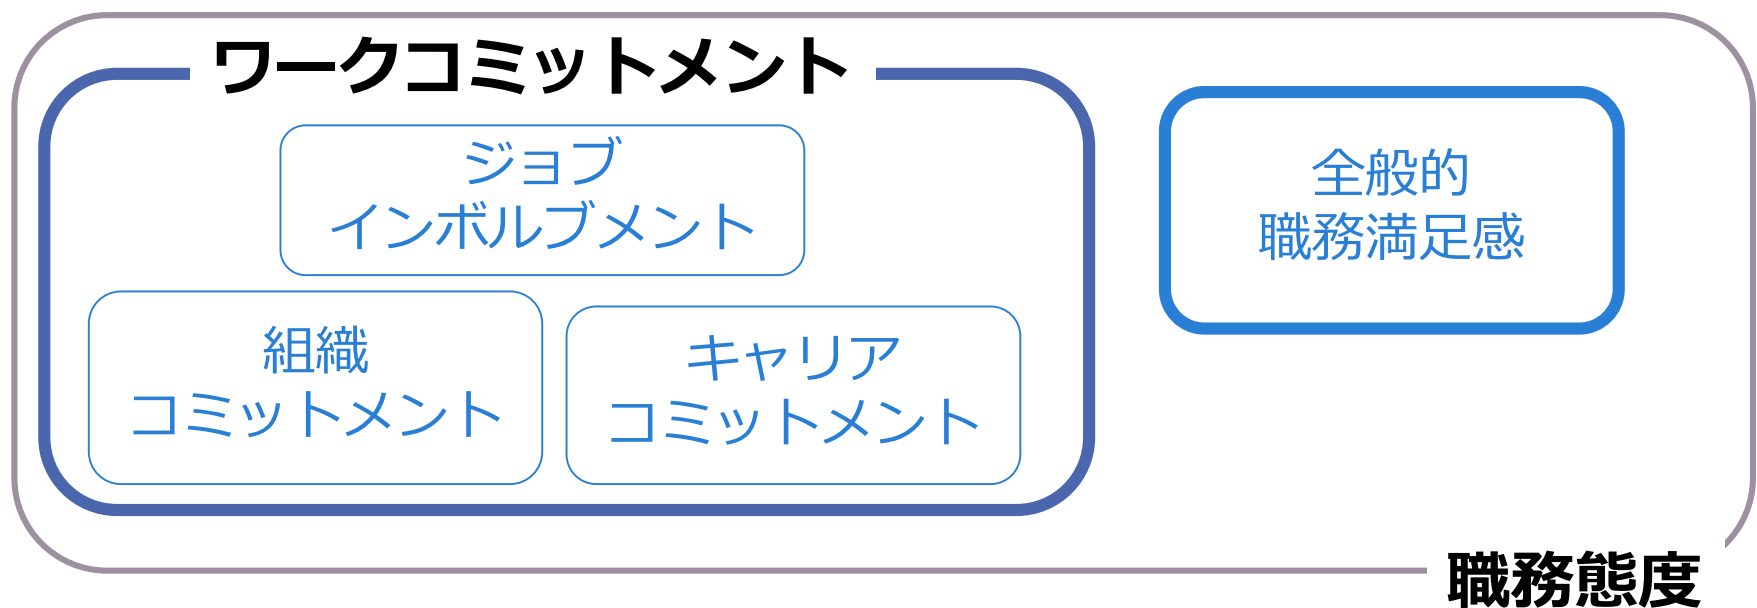 ワークコミットメント
ジョブ
インボルブメント
組織
コミットメント
キャリア
コミットメント
全般的
職務満足感
職務態度